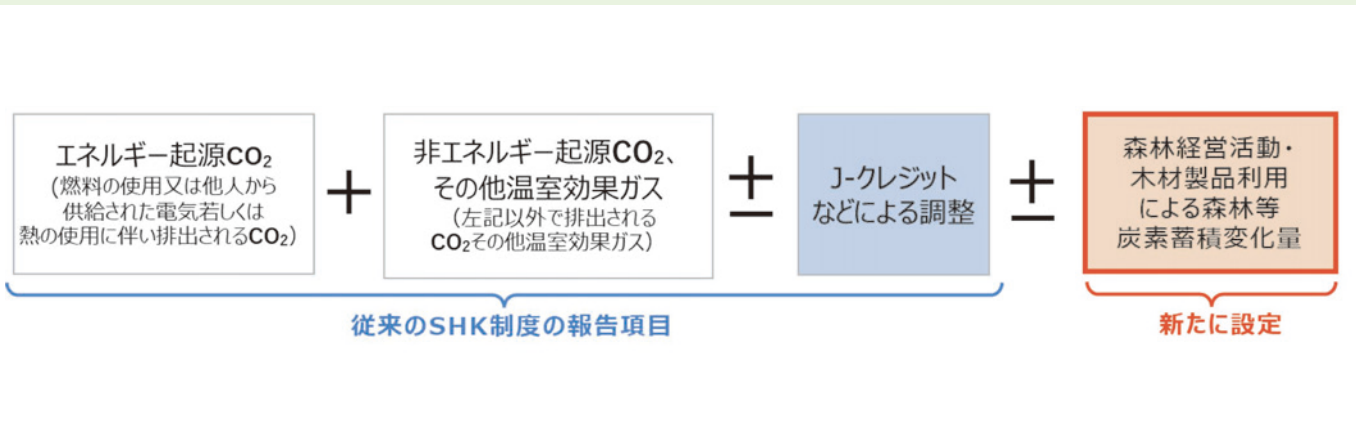 エネルギー起源CO₂
(燃料の使用又は他人から
供給された電気若しくは
熱の使用に伴い排出されるCO₂)
+
非エネルギー起源CO₂、
その他温室効果ガス
(左記以外で排出される
CO₂その他温室効果ガス)
±
J-クレジット
などによる調整
±
森林経営活動・
木材製品利用
による森林等
炭素蓄積変化量
従来のSHK制度の報告項目
新たに設定